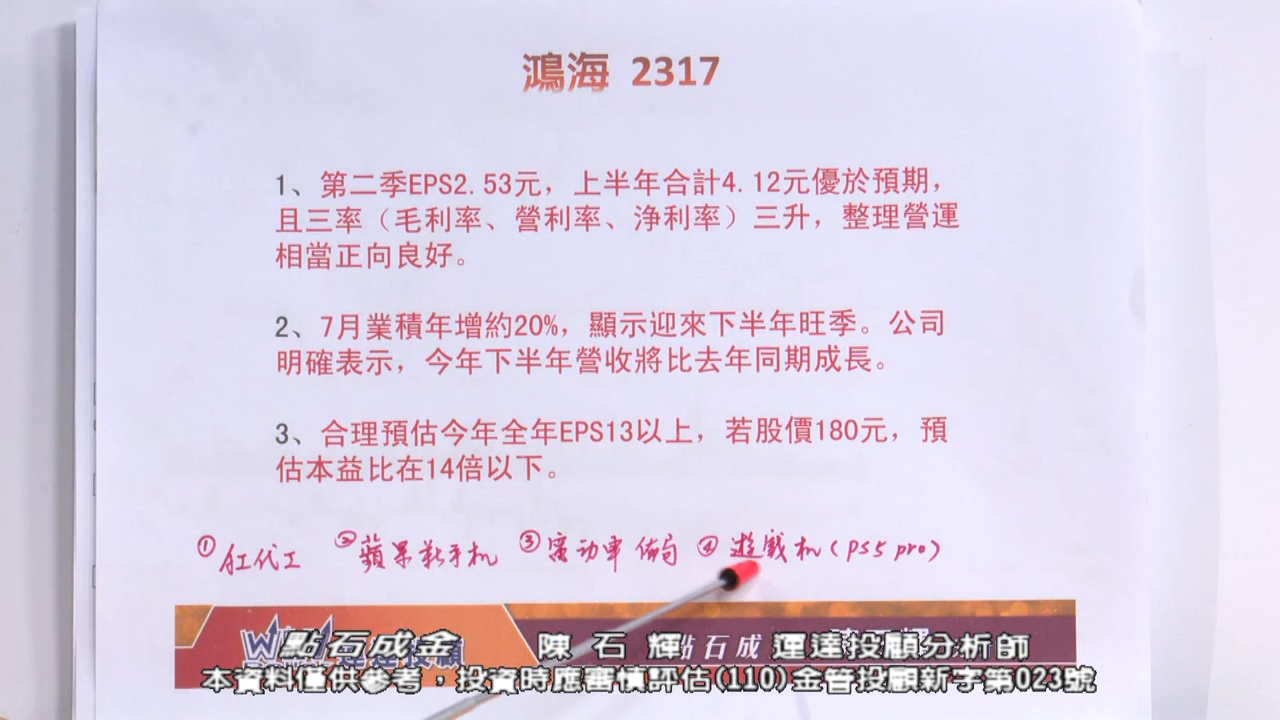 鴻海 2317
1、第二季EPS2.53元，上半年合計4.12元優於預期，
且三率（毛利率、營利率、淨利率）三升，整理營運
相當正向良好。
2、7月業積年增約20%，顯示迎來下半年旺季。公司
明確表示，今年下半年營收將比去年同期成長。
3、合理預估今年全年EPS13以上，若股價180元，預
估本益比在14倍以下。
①AI代工 ②蘋果新手机 ③電动車佈局 ④遊戲机(PS5 pro)
點石成金 陳石輝 運達投顧分析師
本資料僅供參考，投資時應審慎評估(110)金管投顧新字第023號